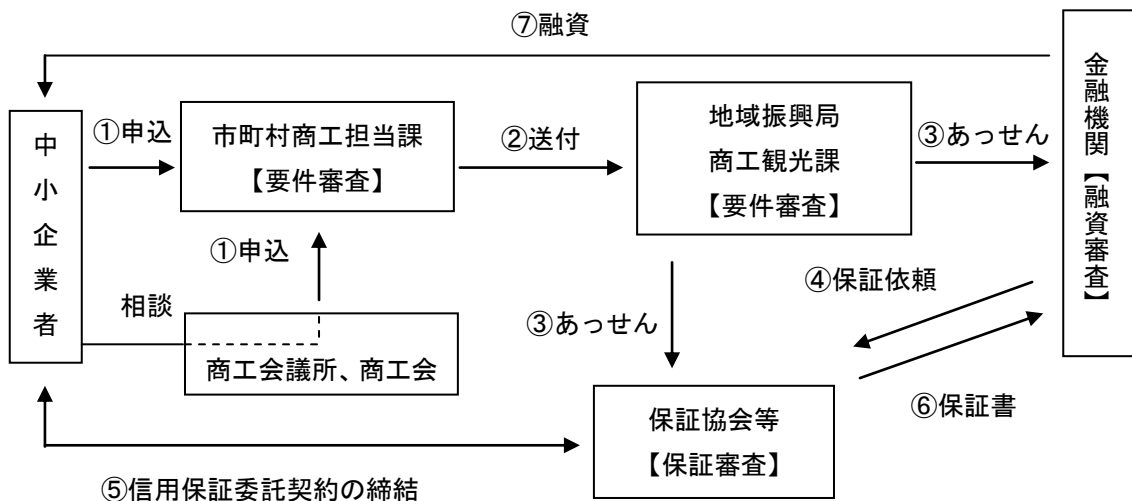 ⑦融資
中小企業者
①申込
市町村商工担当課
【要件審査】
②送付
地域振興局
商工観光課
【要件審査】
③あっせん
金融機関【融資審査】
①申込
相談
商工会議所、商工会
③あっせん
④保証依頼
⑥保証書
保証協会等
【保証審査】
⑤信用保証委託契約の締結